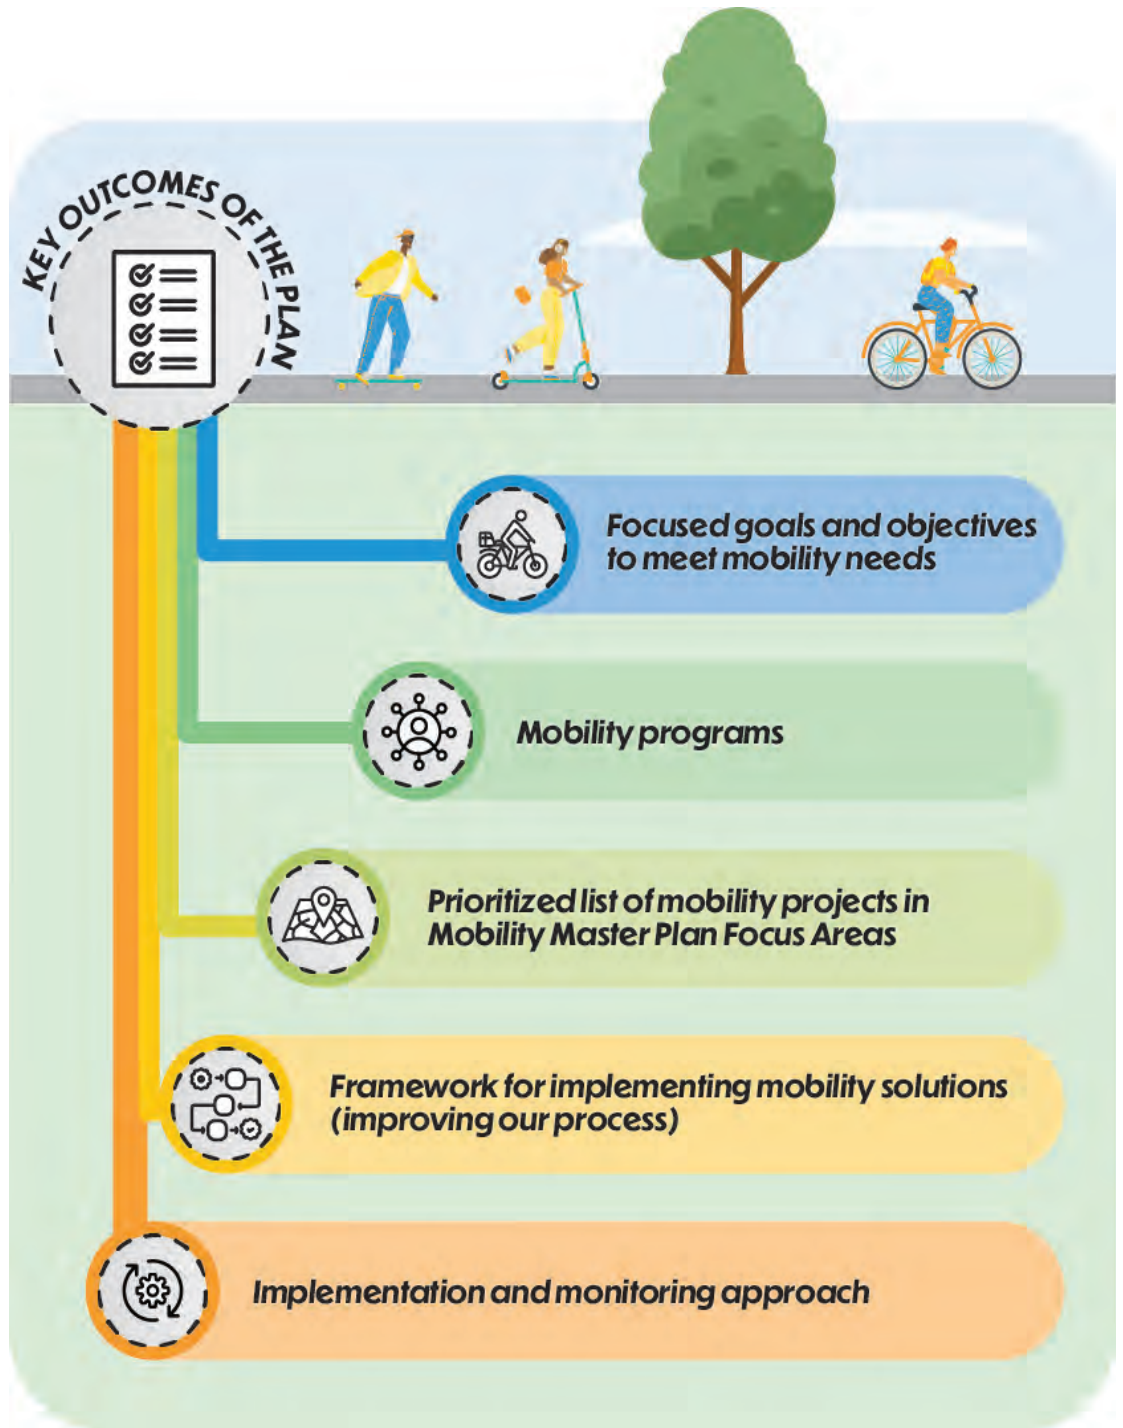 KEY OUTCOMES OF THE PLAN
Focused goals and objectives
to meet mobility needs
Mobility programs
Prioritized list of mobility projects in
Mobility Master Plan Focus Areas
Framework for implementing mobility solutions
(improving our process)
Implementation and monitoring approach